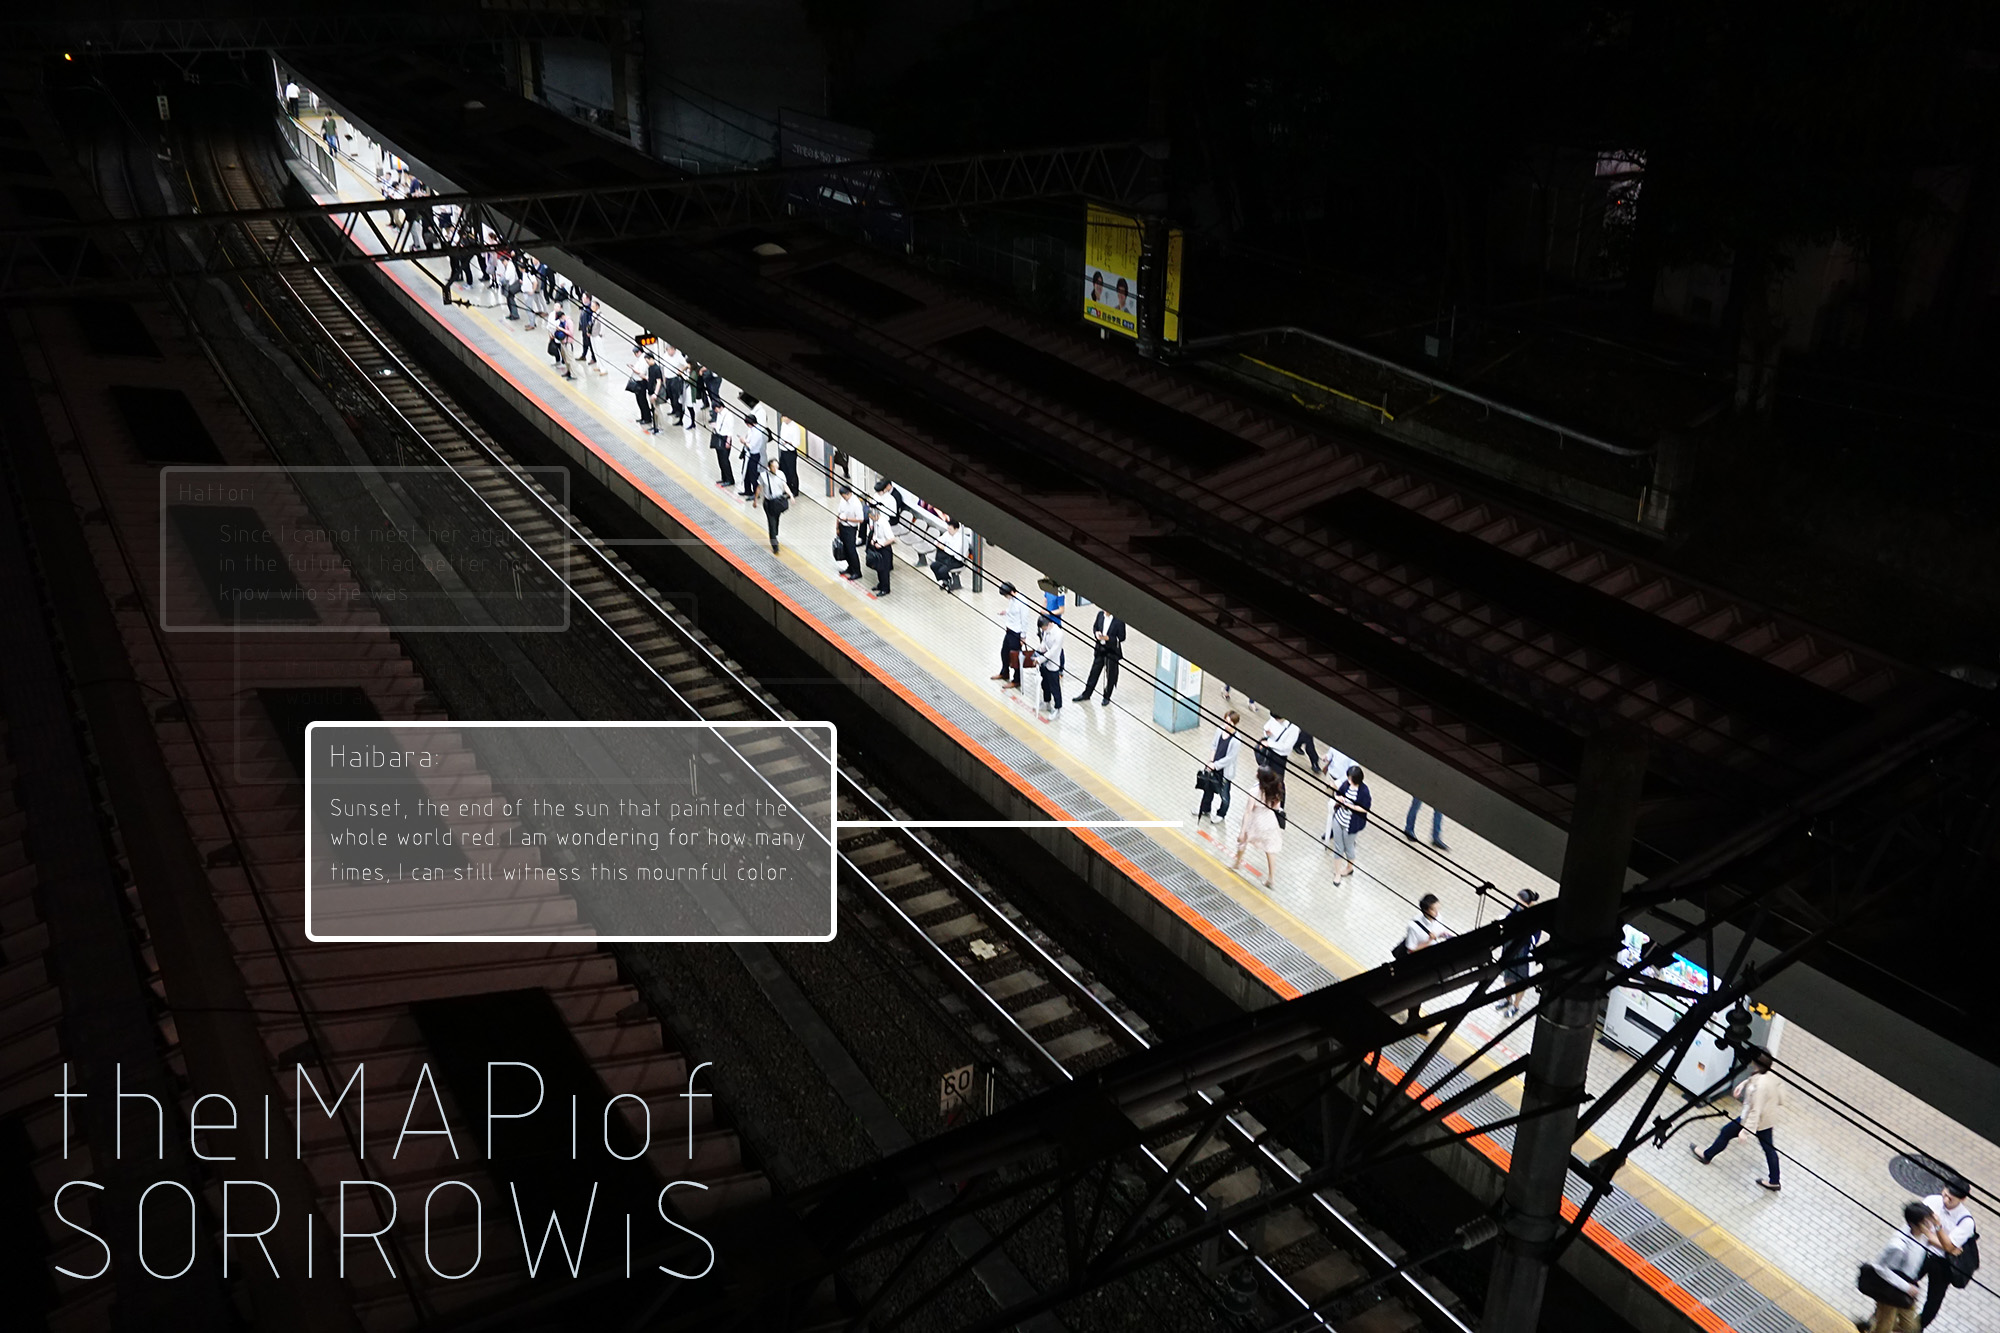 Hattori
Since I cannot meet her again
in the future, I had better not
know who she was
Haibara:
Sunset, the end of the sun that painted the
whole world red. I am wondering for how many
times, I can still witness this mournful color.
60
theiMAPiof
SORiROWiS